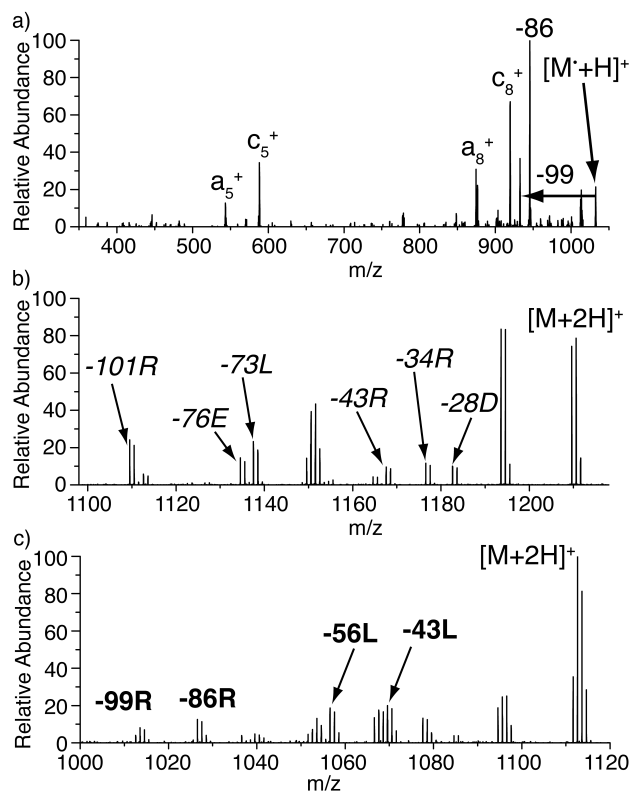 a)
Relative Abundance
100
80
60
40
20
0
a₅⁺
c₅⁺
a₈⁺
c₈⁺
-86
[M•+H]⁺
-99
400 500 600 700 800 900 1000
m/z
b)
Relative Abundance
100
80
60
40
20
0
-101R
-76E
-73L
-43R
-34R
-28D
[M+2H]⁺
1100 1120 1140 1160 1180 1200
m/z
c)
Relative Abundance
100
80
60
40
20
0
-99R
-86R
-56L
-43L
[M+2H]⁺
1000 1020 1040 1060 1080 1100 1120
m/z